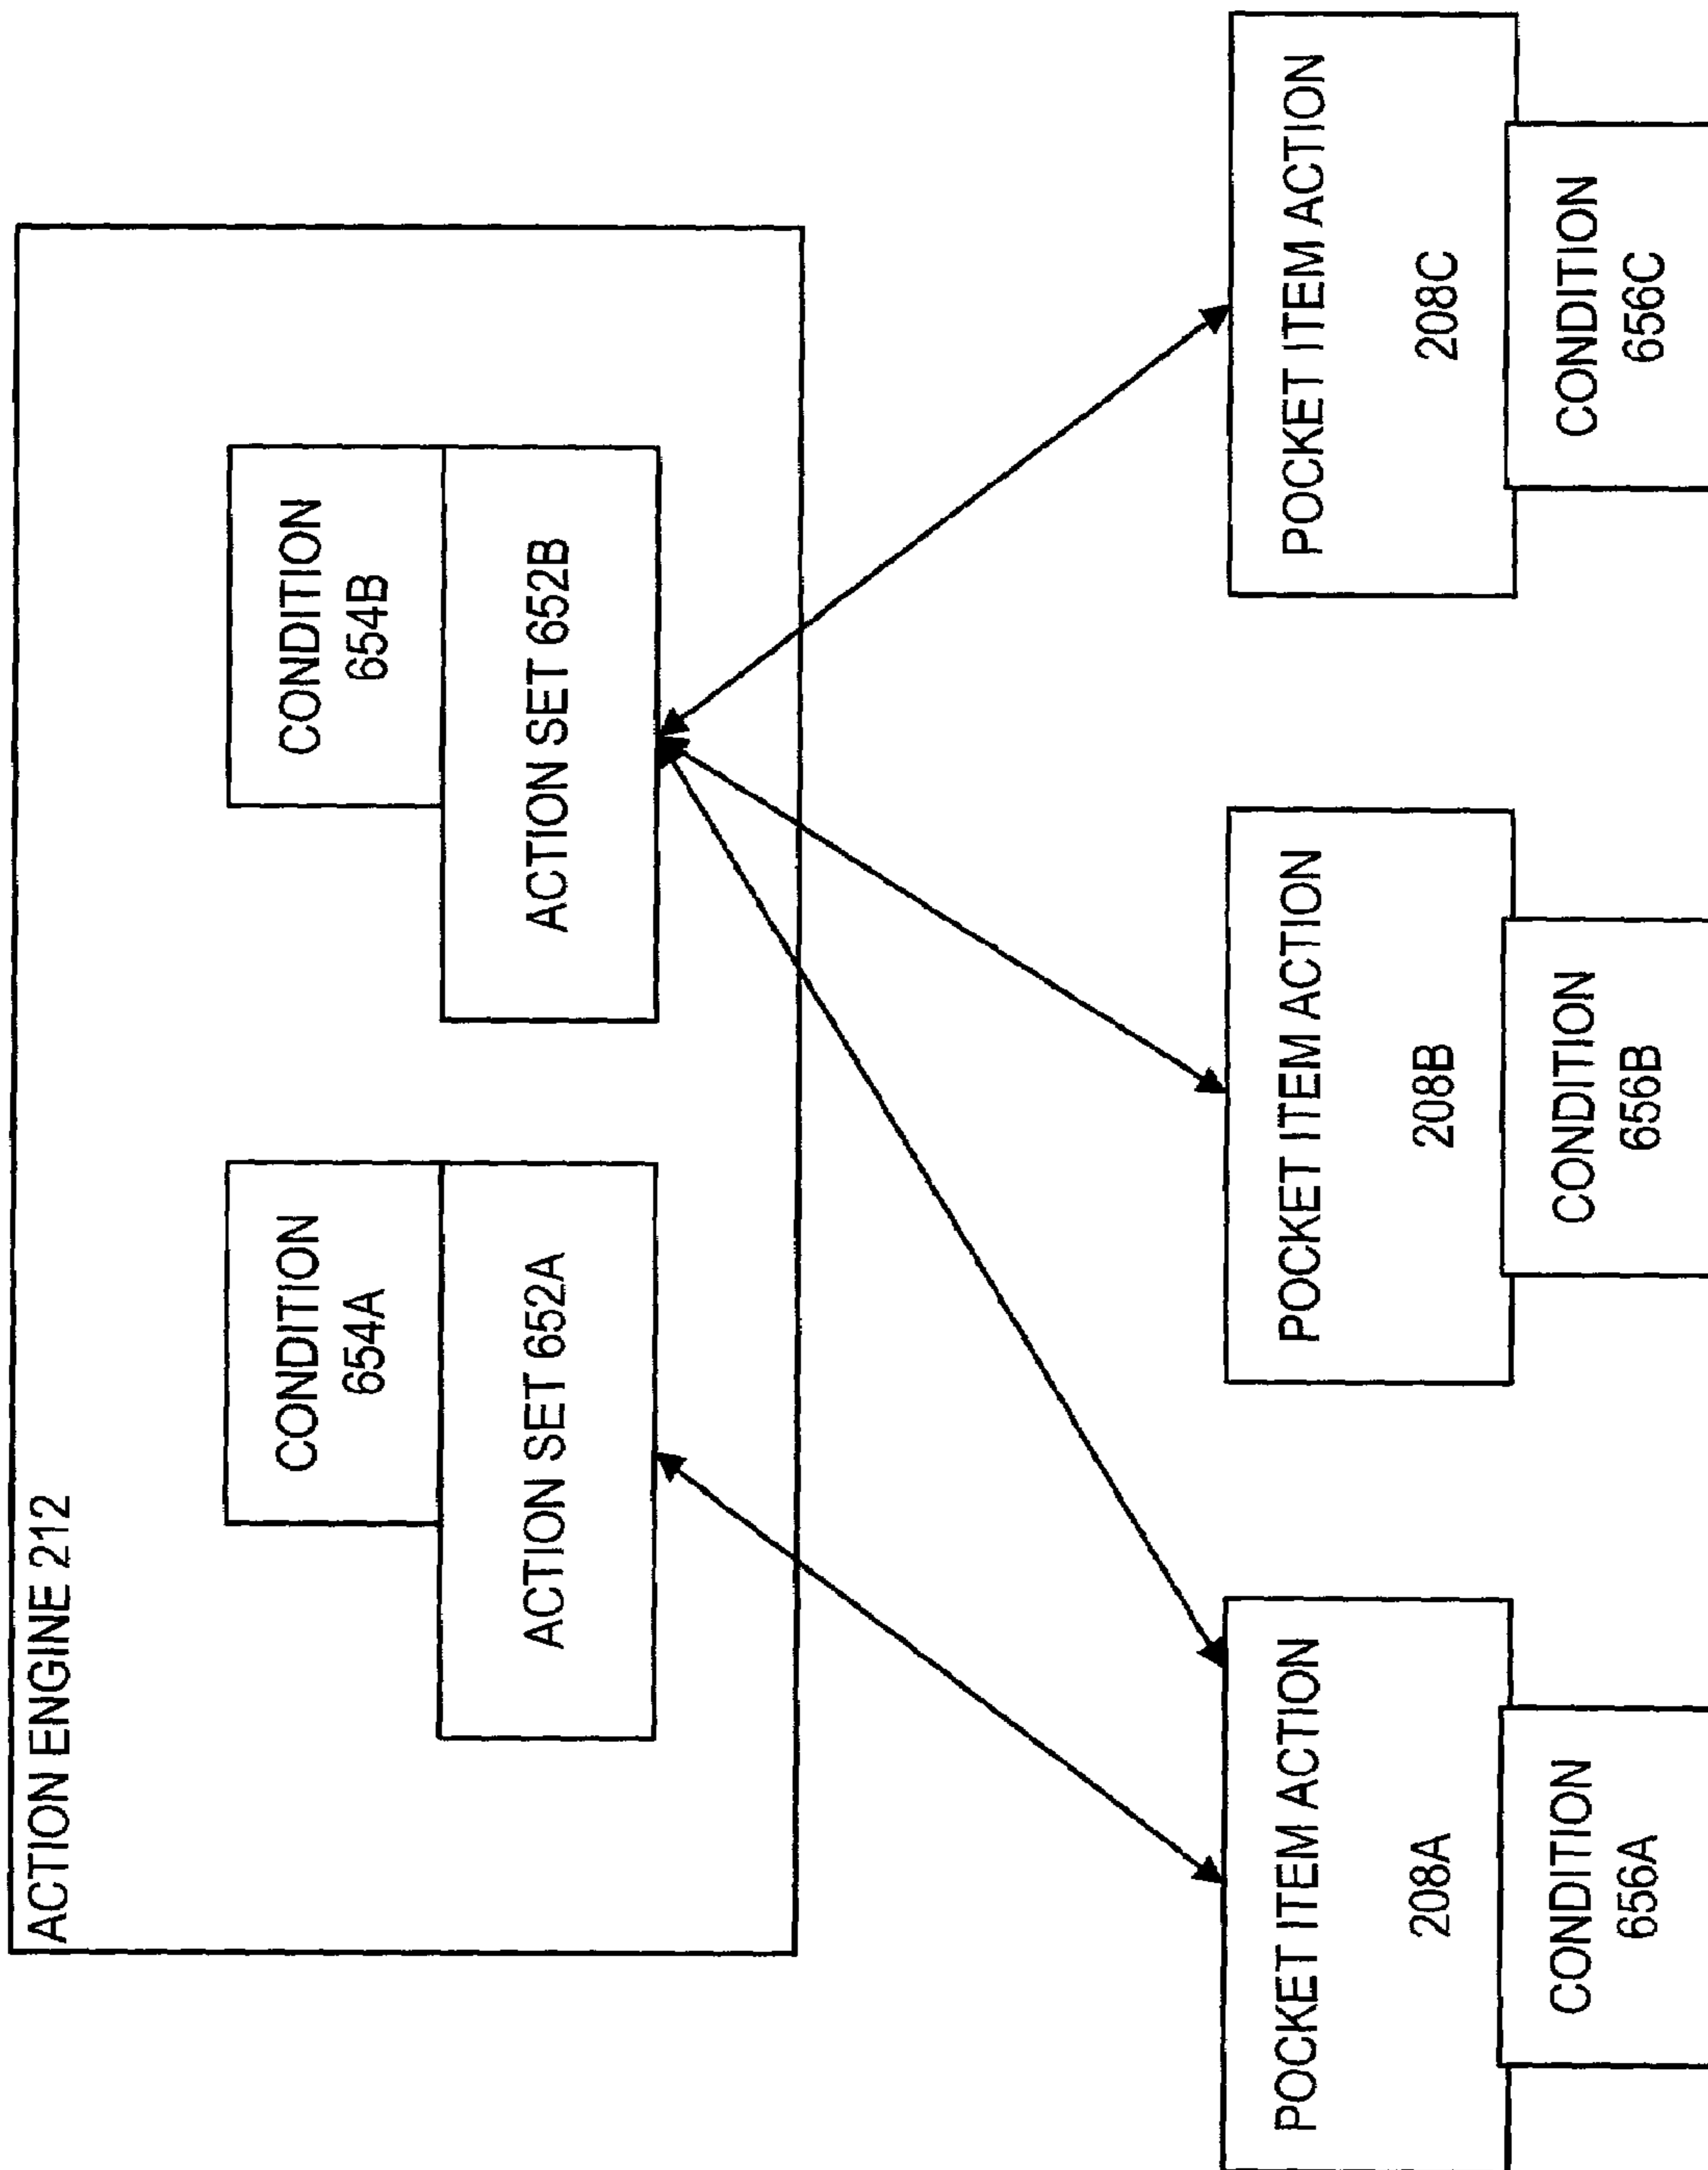 ACTION ENGINE 212
CONDITION
654A
ACTION SET 652A
CONDITION
654B
ACTION SET 652B
POCKET ITEM ACTION
208A
CONDITION
656A
POCKET ITEM ACTION
208B
CONDITION
656B
POCKET ITEM ACTION
208C
CONDITION
656C